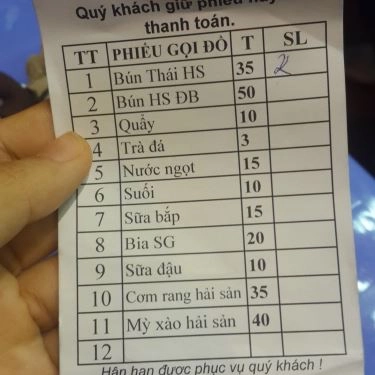 Quý khách giữ phiếu này
thanh toán.
TT PHIẾU GỌI ĐỒ T SL
1 Bún Thái HS 35 2
2 Bún HS ĐB 50
3 Quẩy 10
4 Trà đá 3
5 Nước ngọt 15
6 Suối 10
7 Sữa bắp 15
8 Bia SG 20
9 Sữa đậu 10
10 Cơm rang hải sản 35
11 Mỳ xào hải sản 40
12
Hân hạn được phục vụ quý khách !